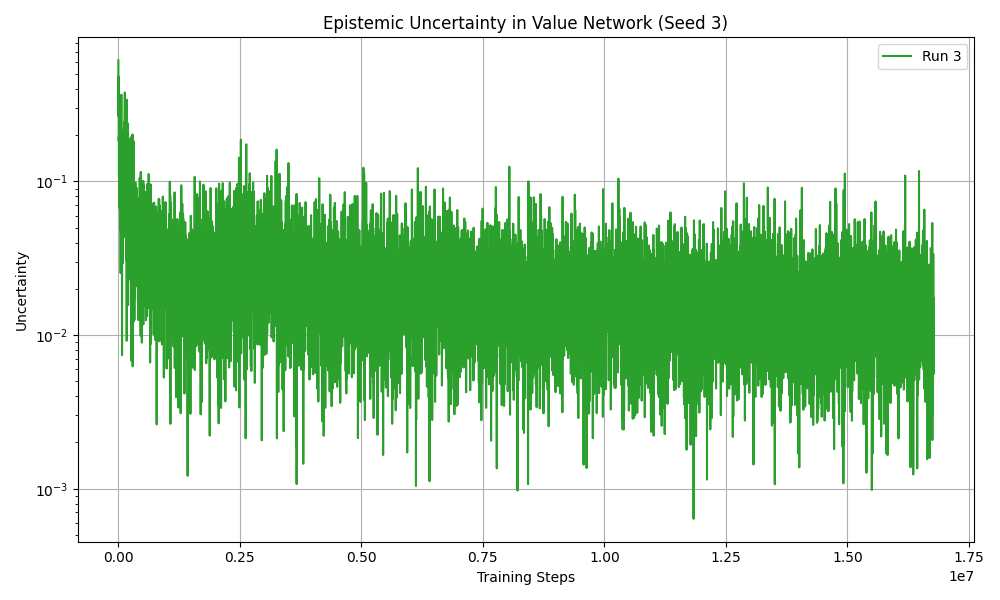 Epistemic Uncertainty in Value Network (Seed 3)
Run 3
Uncertainty
10⁻¹
10⁻²
10⁻³
0.00 0.25 0.50 0.75 1.00 1.25 1.50 1.75
1e7
Training Steps